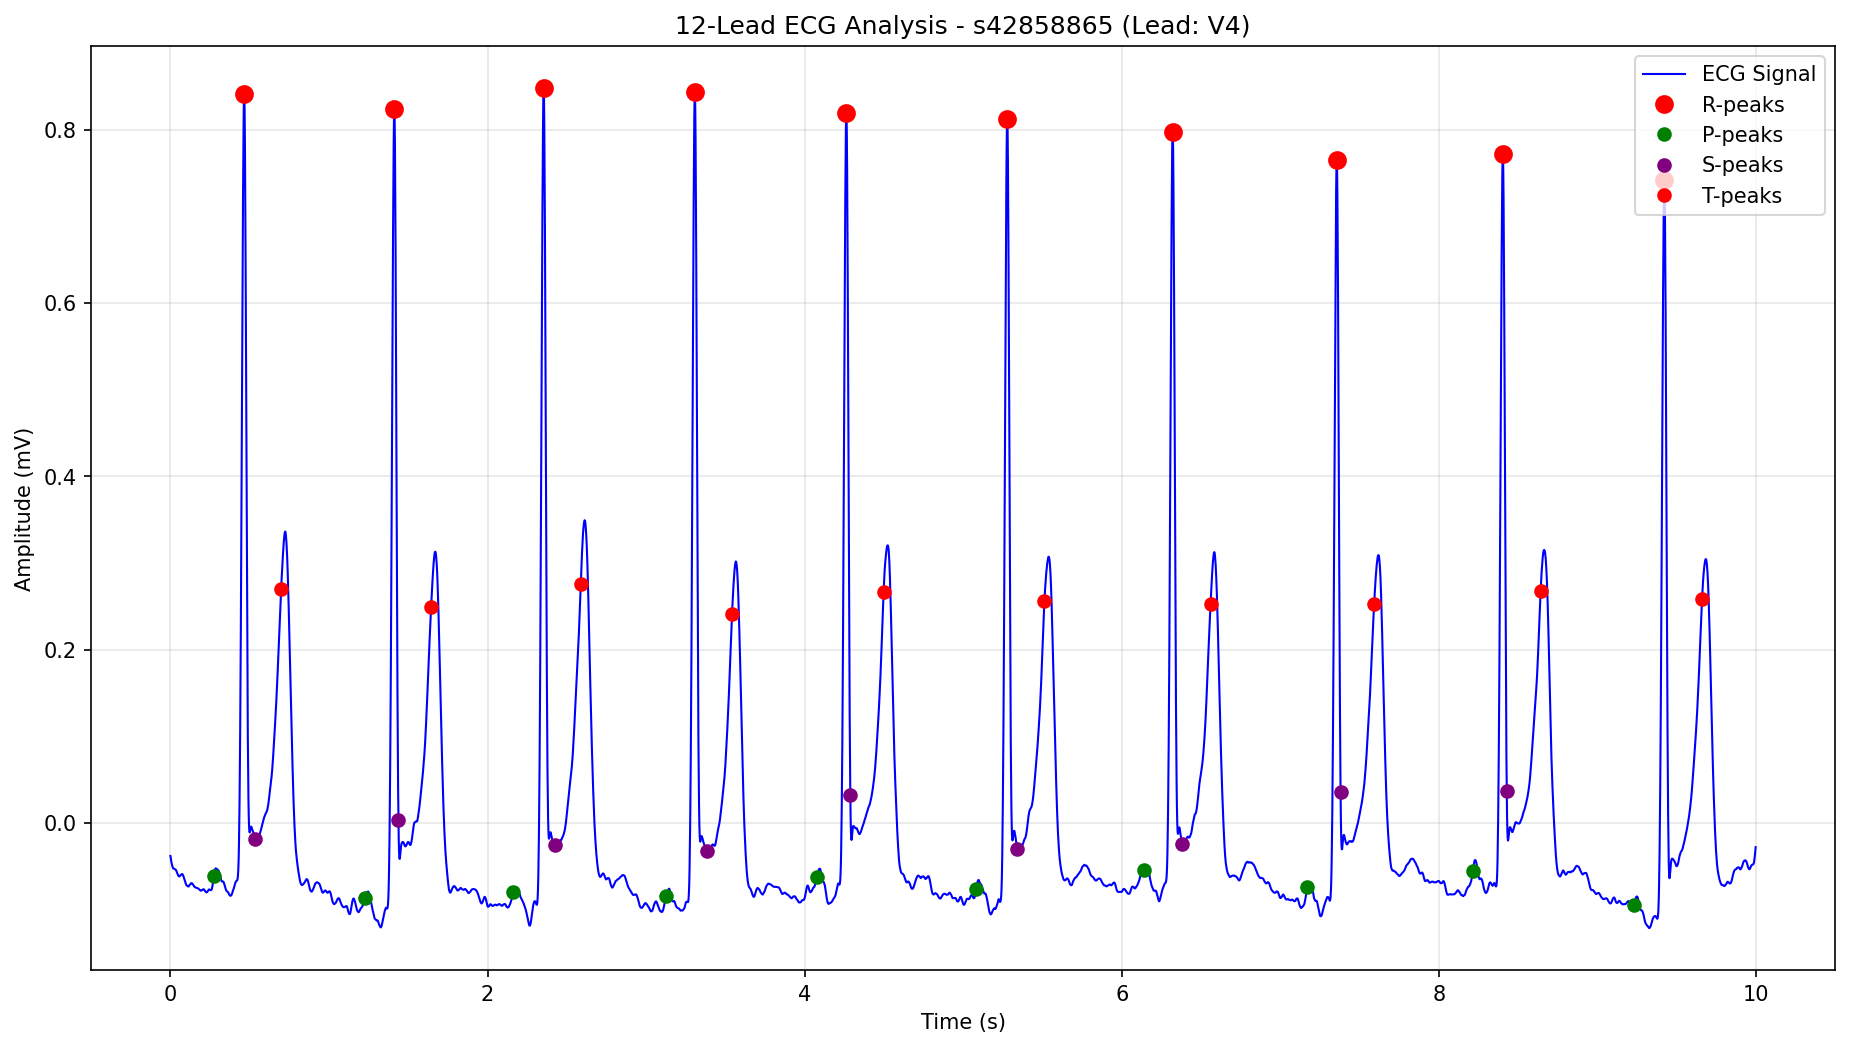 12-Lead ECG Analysis - s42858865 (Lead: V4)
ECG Signal
R-peaks
P-peaks
S-peaks
T-peaks
Amplitude (mV)
0.8
0.6
0.4
0.2
0.0
0 2 4 6 8 10
Time (s)